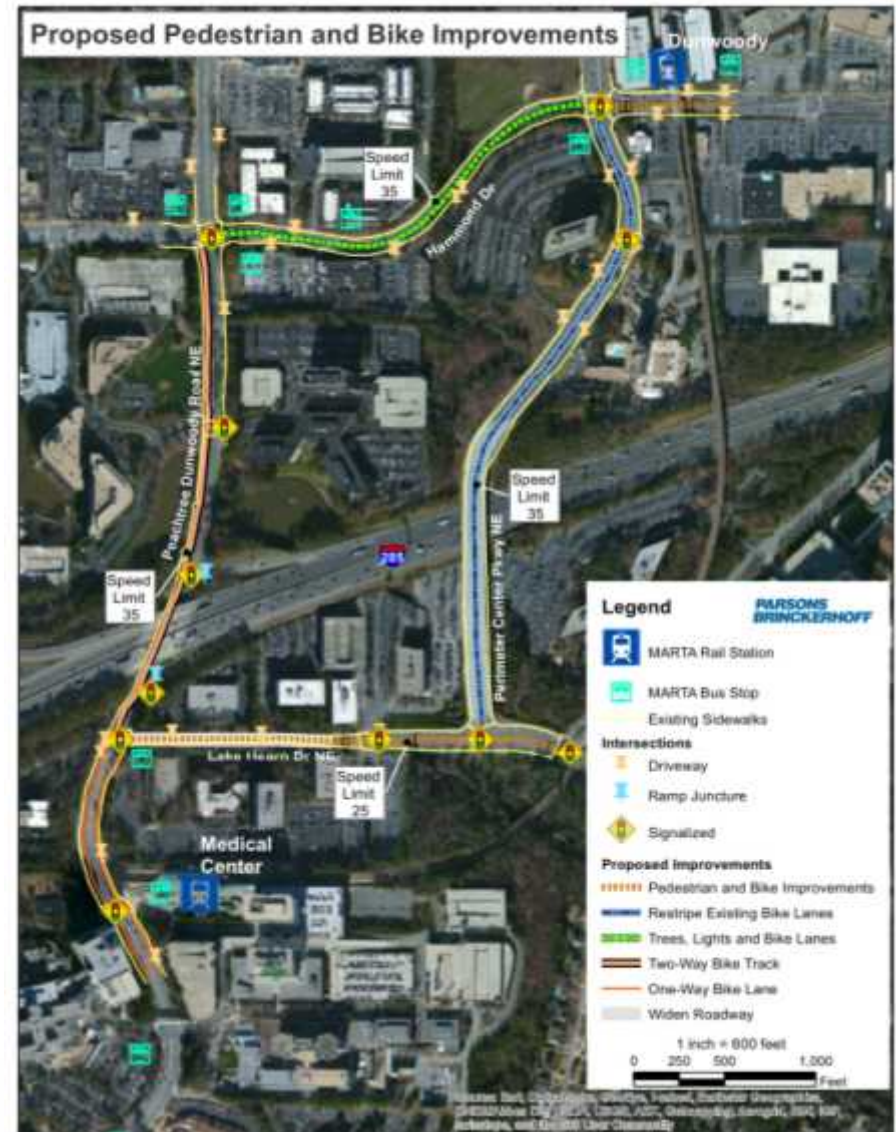 Proposed Pedestrian and Bike Improvements
Dunwoody
Speed
Limit
35
Hammond Dr
Peachtree Dunwoody Road NE
Speed
Limit
35
Perimeter Center Pkwy NE
285
Speed
Limit
35
Lake Hearn Dr NE
Speed
Limit
25
Medical
Center
Legend
PARSONS
BRINCKERHOFF
MARTA Rail Station
MARTA Bus Stop
Existing Sidewalks
Intersections
Driveway
Ramp Juncture
Signalized
Proposed Improvements
Pedestrian and Bike Improvements
Restripe Existing Bike Lanes
Trees, Lights and Bike Lanes
Two-Way Bike Track
One-Way Bike Lane
Widen Roadway
1 inch = 600 feet
0 250 500 1,000
Feet